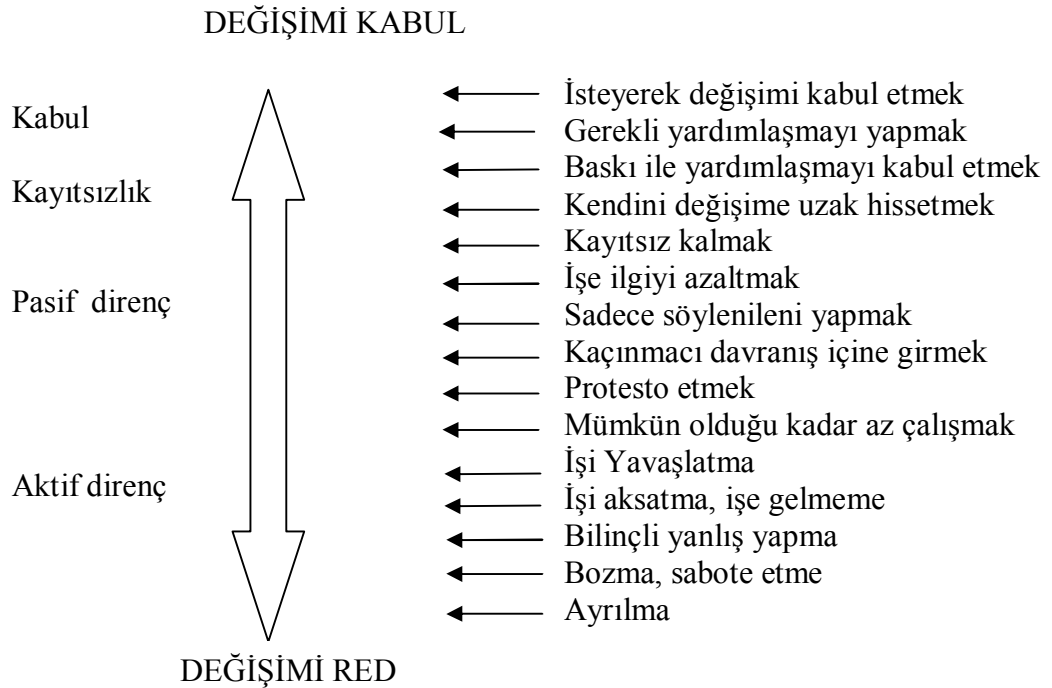 DEĞİŞİMİ KABUL
Kabul
Kayıtsızlık
Pasif direnç
Aktif direnç
İsteyerek değişimi kabul etmek
Gerekli yardımlaşmayı yapmak
Baskı ile yardımlaşmayı kabul etmek
Kendini değişime uzak hissetmek
Kayıtsız kalmak
İşe ilgiyi azaltmak
Sadece söylenileni yapmak
Kaçınmacı davranış içine girmek
Protesto etmek
Mümkün olduğu kadar az çalışmak
İşi Yavaşlatma
İşi aksatma, işe gelmeme
Bilinçli yanlış yapma
Bozma, sabote etme
Ayrılma
DEĞİŞİMİ RED